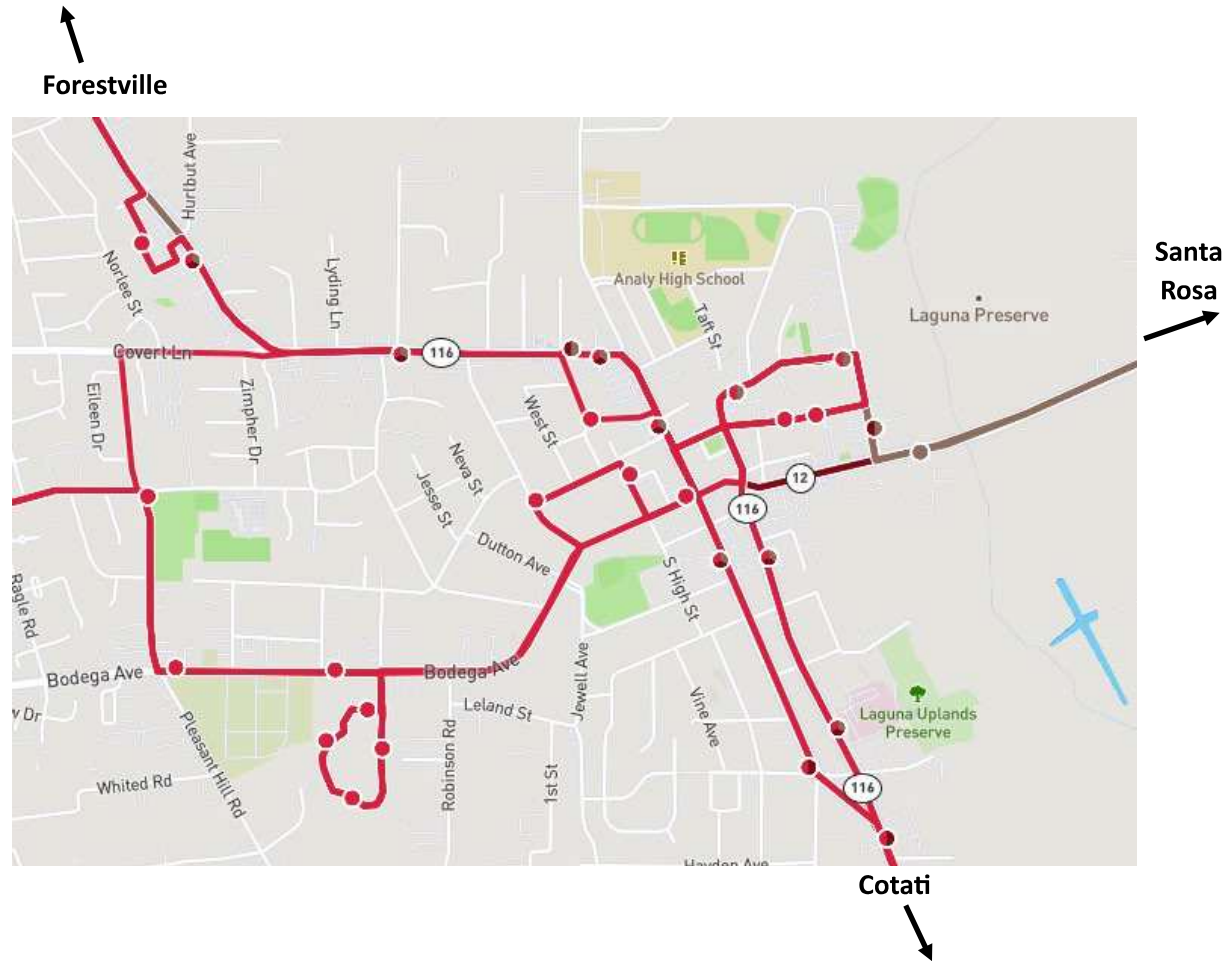 Forestville
Hurlbut Ave
Santa
Rosa
Norlee St
Lyding Ln
Analy High School
Taft St
Laguna Preserve
Covert Ln
116
Eileen Dr
Zimpher Dr
West St
Neva St
Jesse St
12
116
Dutton Ave
S High St
Ragle Rd
Bodega Ave
Bodega Ave
Jewell Ave
w Dr
Leland St
Vine Ave
Laguna Uplands
Preserve
Pleasant Hill Rd
Robinson Rd
Whited Rd
1st St
116
Hayden Ave
Cotati